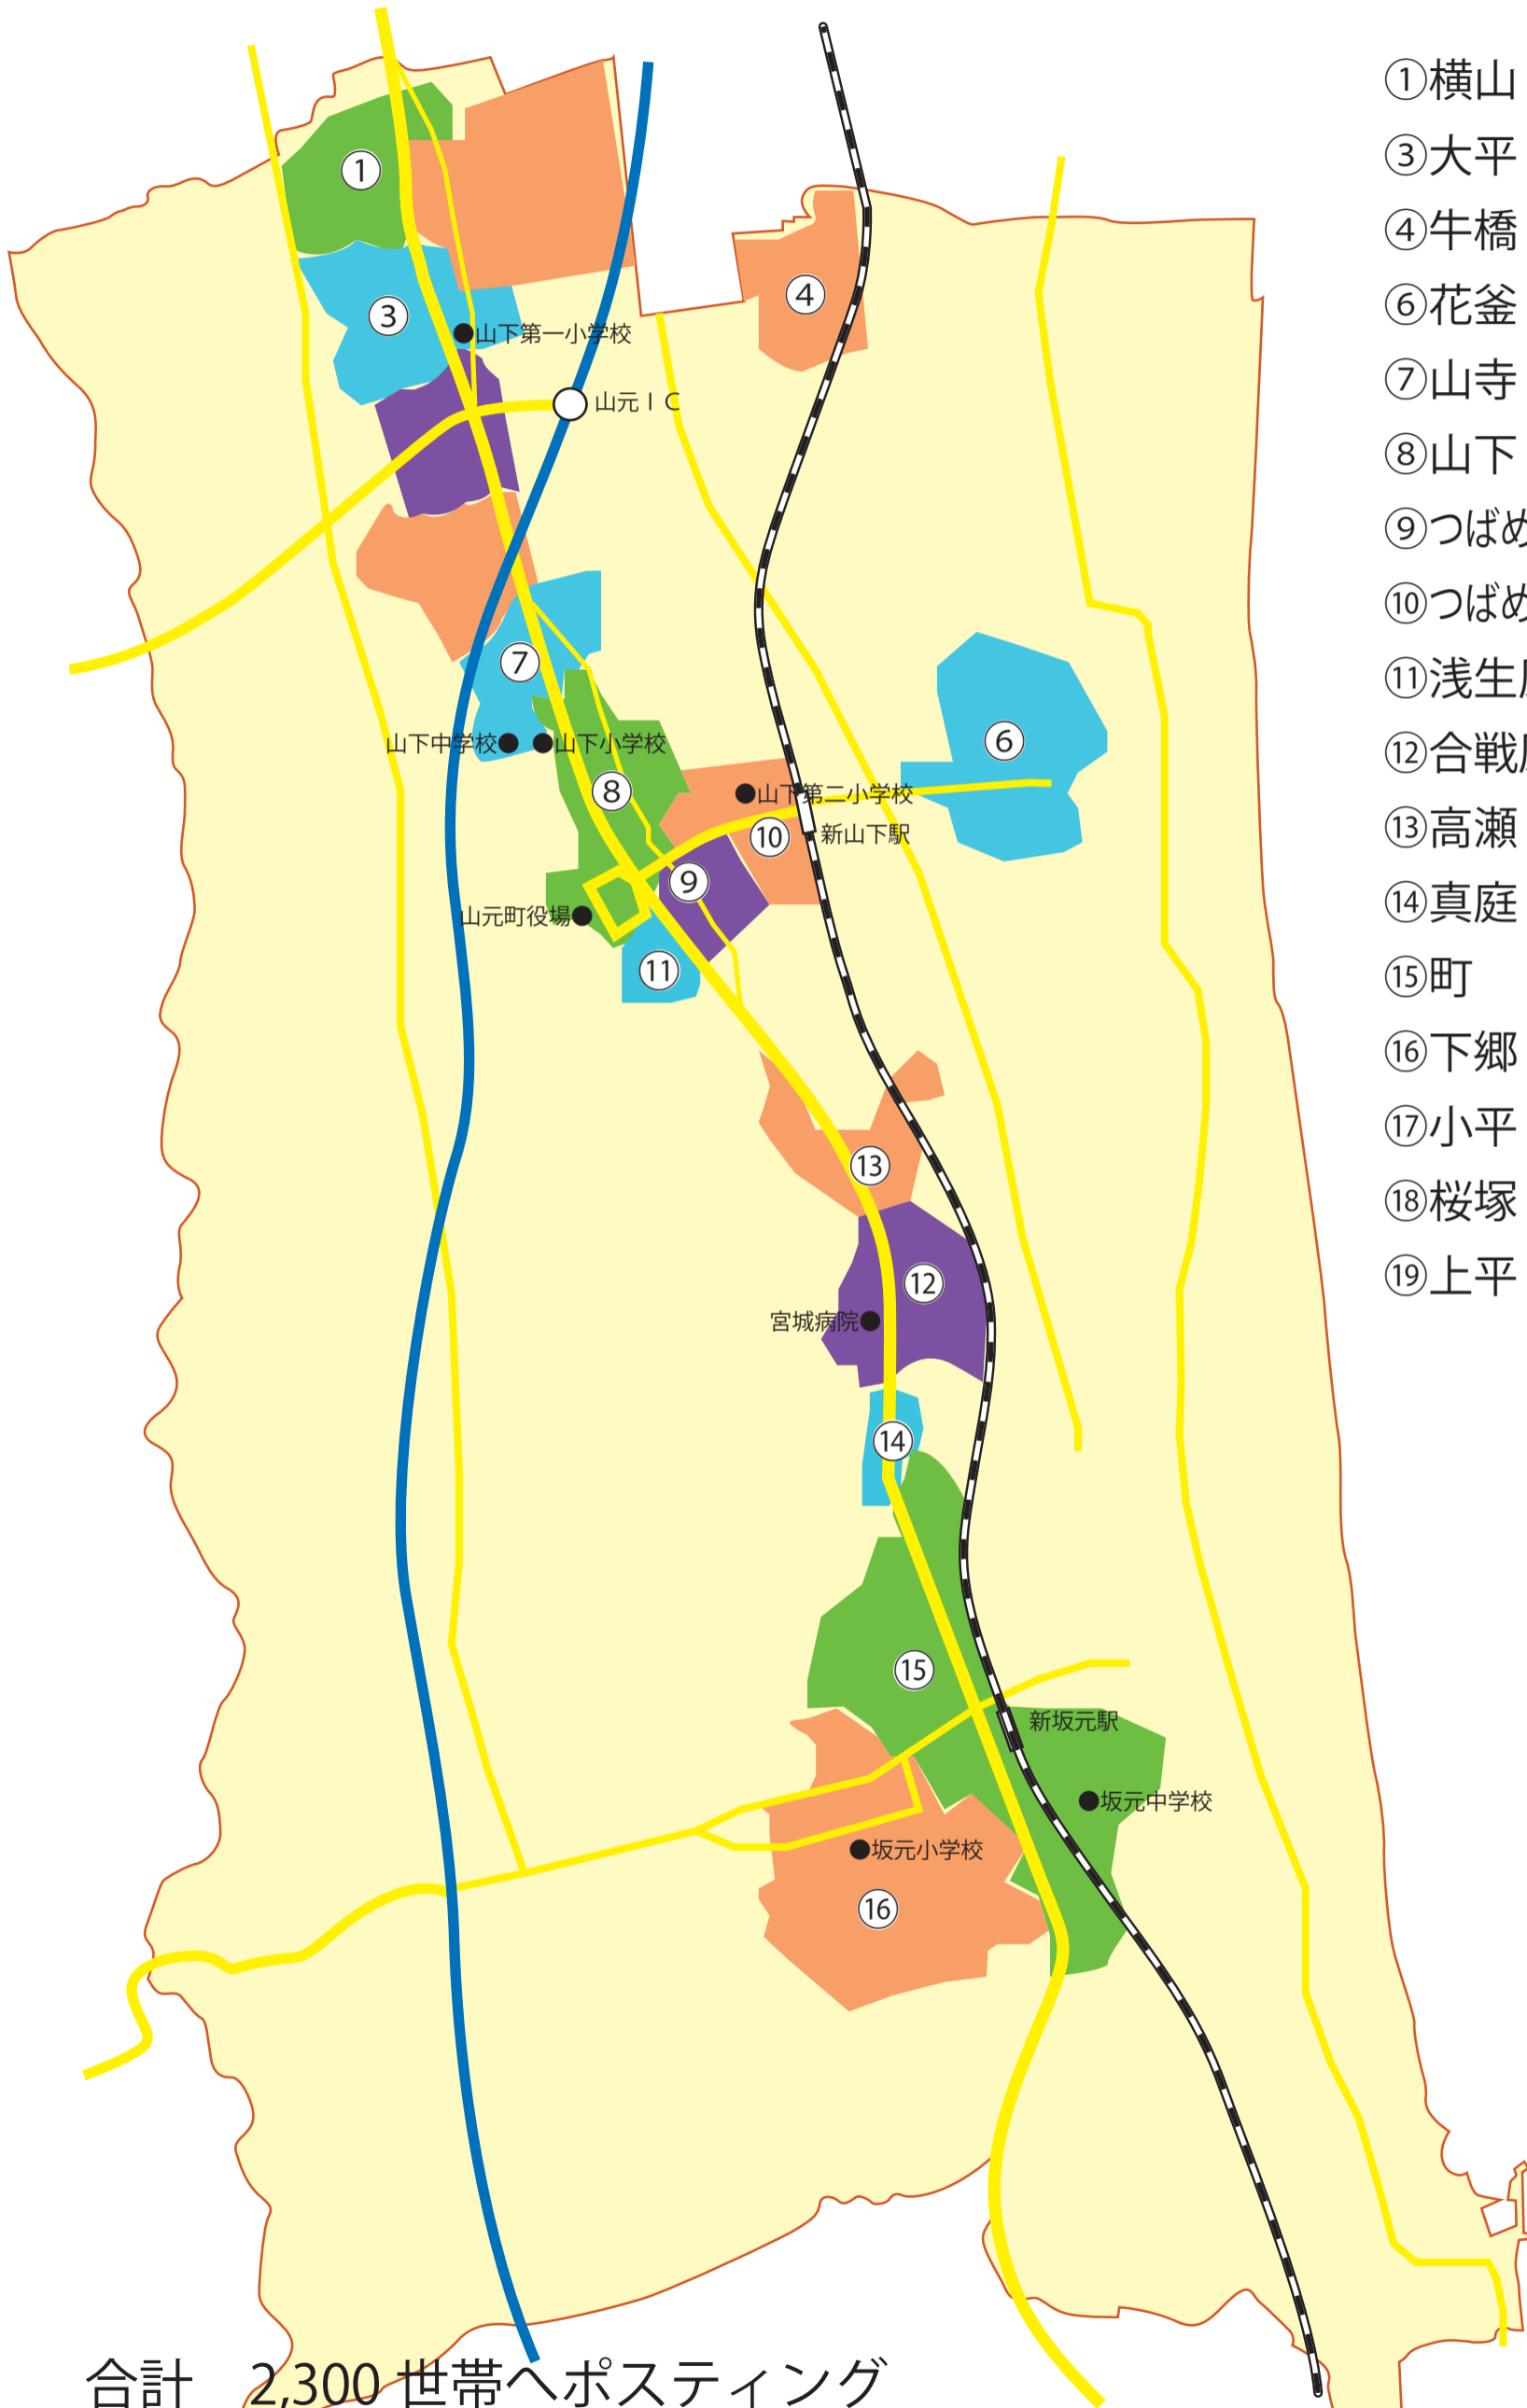 ①横山
③大平
④牛橋
⑥花釜
⑦山寺
⑧山下
⑨つばめ
⑩つばめ
⑪浅生
⑫合戦
⑬高瀬
⑭真庭
⑮町
⑯下郷
⑰小平
⑱桜塚
⑲上平
①
③
④
山下第一小学校
山元ＩＣ
⑦
⑥
山下中学校
山下小学校
⑧
山下第二小学校
⑩
新山下駅
⑨
山元町役場
⑪
⑬
⑫
宮城病院
⑭
⑮
新坂元駅
坂元中学校
坂元小学校
⑯
合計　2,300 世帯へポスティング